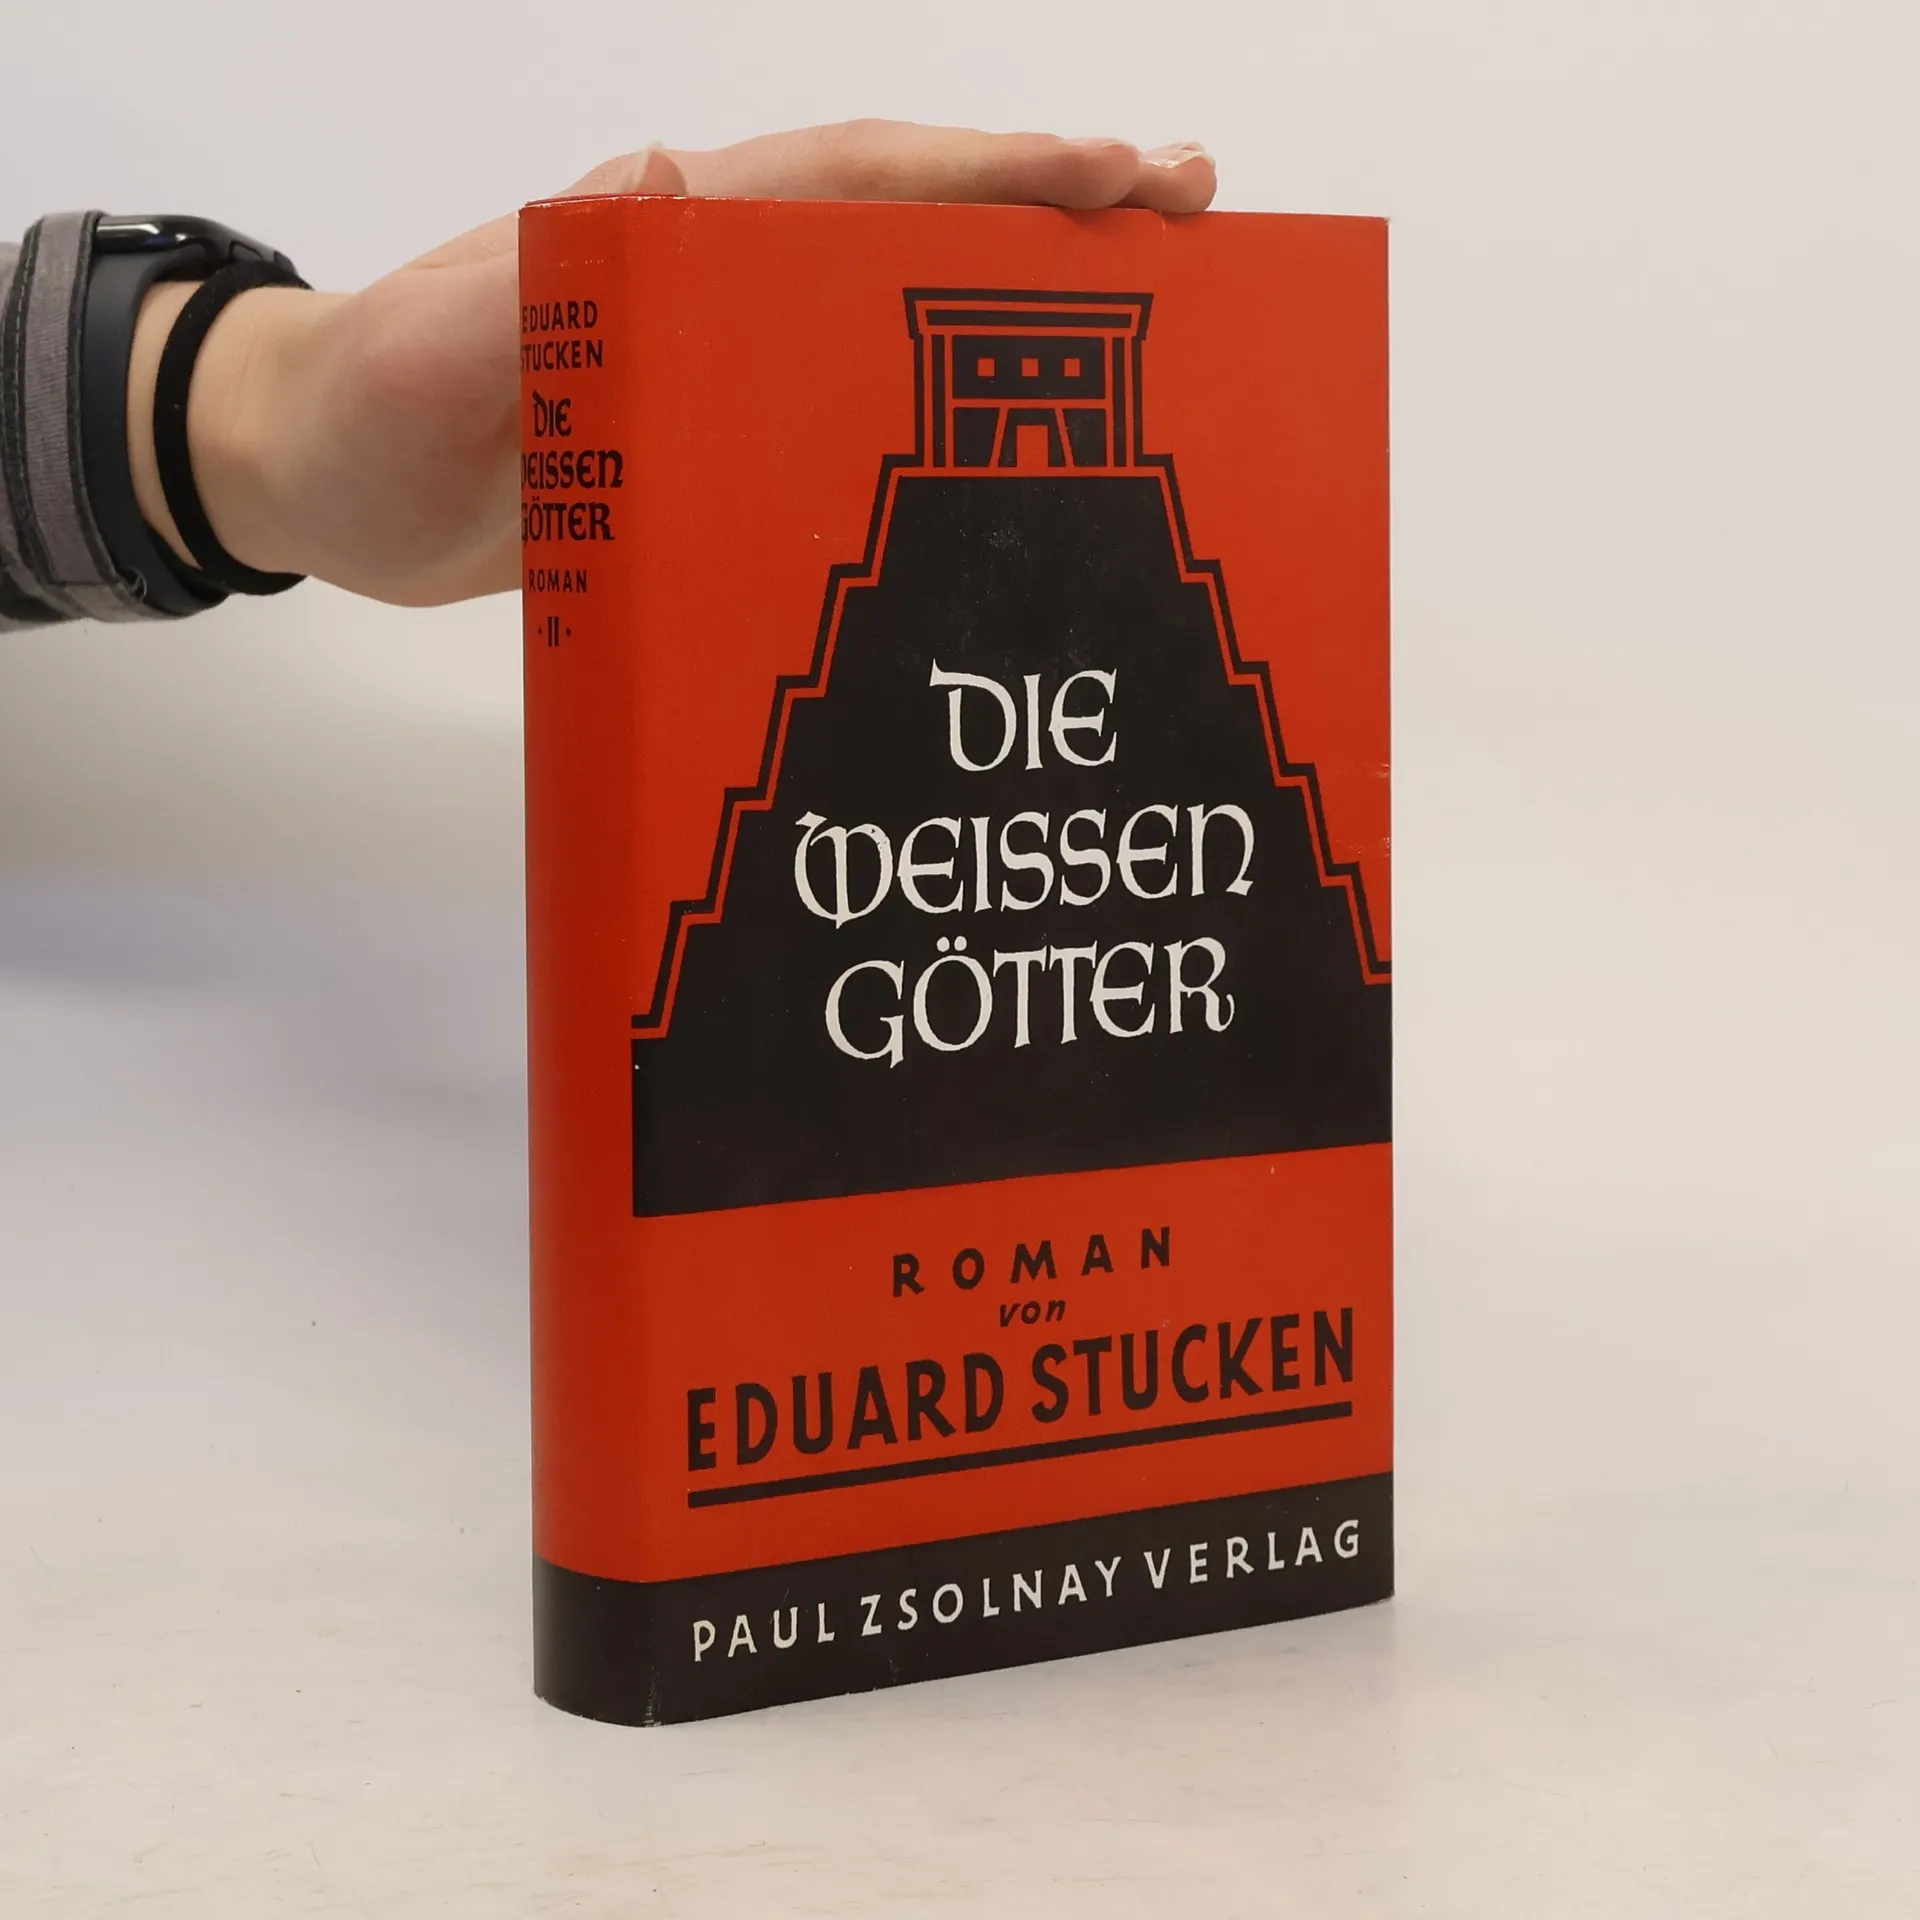 EDUARD
STUCKEN
DIE
WEISSEN
GÖTTER
ROMAN
· II ·
DIE
WEISSEN
GÖTTER
ROMAN
von
EDUARD STUCKEN
PAUL ZSOLNAY VERLAG